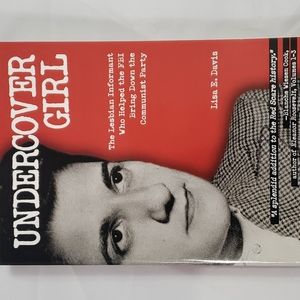 UNDERCOVER
GIRL
The Lesbian Informant
Who Helped the FBI
Bring Down the
Communist Party
Lisa E. Davis
"A splendid addition to the Red Scare history."
—Blanche Wiesen Cook,
author of Eleanor Roosevelt, Volumes 1-3